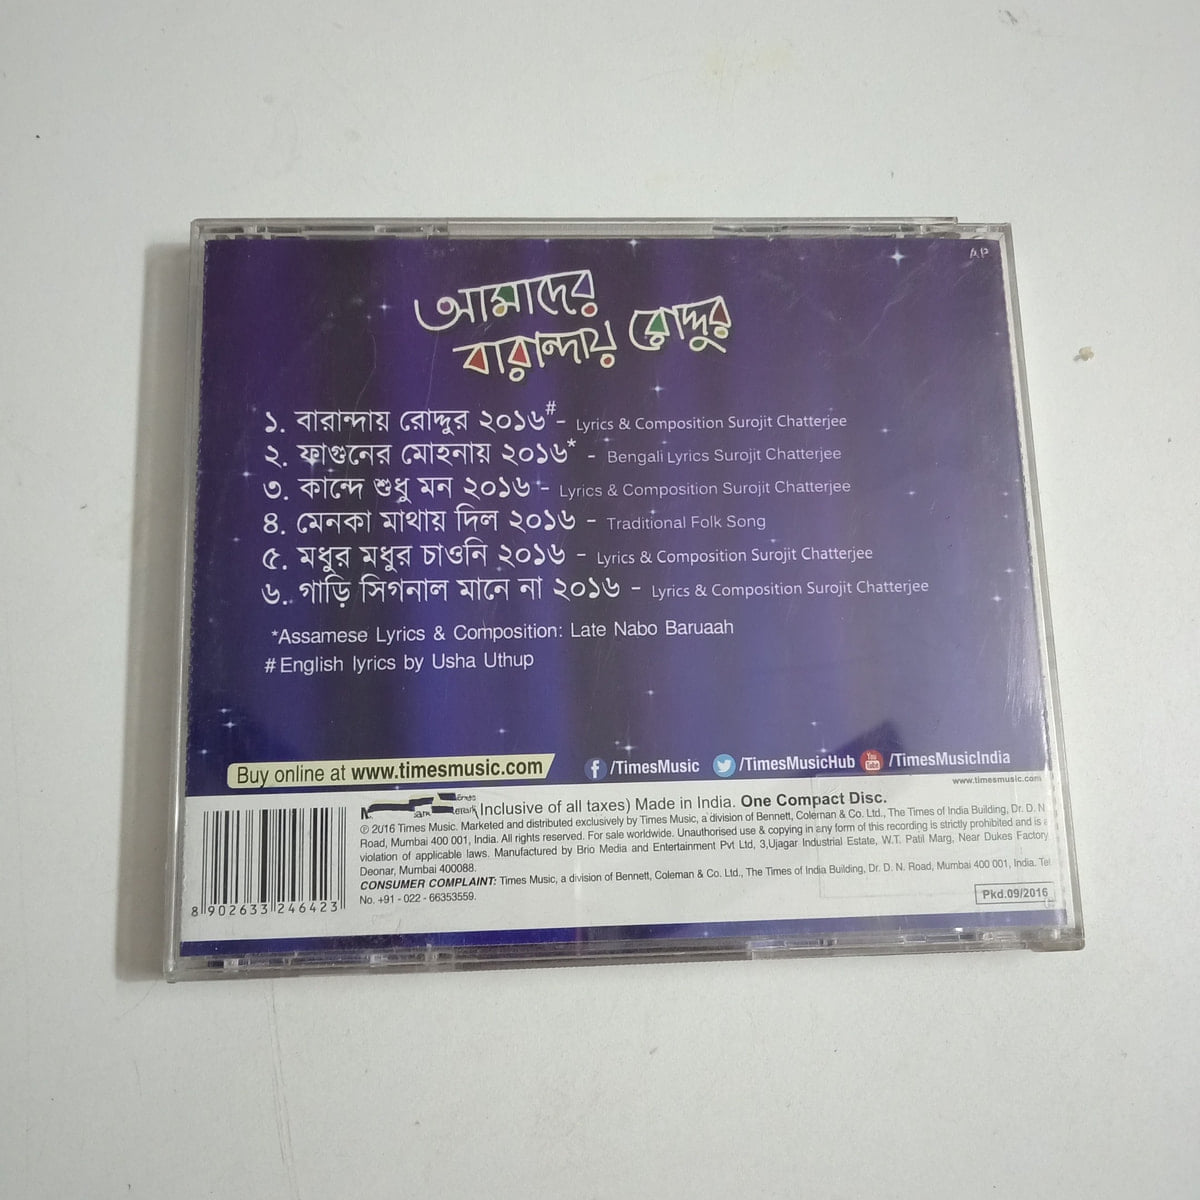 AP
আমাদের
বারান্দায় রোদ্দুর
১. বারান্দায় রোদ্দুর ২০১৬# - Lyrics & Composition Surojit Chatterjee
২. ফাগুনের মোহনায় ২০১৬* - Bengali Lyrics Surojit Chatterjee
৩. কান্দে শুধু মন ২০১৬ - Lyrics & Composition Surojit Chatterjee
৪. মেনকা মাথায় দিল ২০১৬ - Traditional Folk Song
৫. মধুর মধুর চাওনি ২০১৬ - Lyrics & Composition Surojit Chatterjee
৬. গাড়ি সিগনাল মানে না ২০১৬ - Lyrics & Composition Surojit Chatterjee
*Assamese Lyrics & Composition: Late Nabo Baruaah
#English lyrics by Usha Uthup
Buy online at www.timesmusic.com /TimesMusic /TimesMusicHub You Tube /TimesMusicIndia
www.timesmusic.com
Inclusive of all taxes) Made in India. One Compact Disc.
℗ 2016 Times Music. Marketed and distributed exclusively by Times Music, a division of Bennett, Coleman & Co. Ltd., The Times of India Building, Dr. D. N.
Road, Mumbai 400 001, India. All rights reserved. For sale worldwide. Unauthorised use & copying in any form of this recording is strictly prohibited and is a
violation of applicable laws. Manufactured by Brio Media and Entertainment Pvt Ltd, 3,Ujagar Industrial Estate, W.T. Patil Marg, Near Dukes Factory
Deonar, Mumbai 400088.
CONSUMER COMPLAINT: Times Music, a division of Bennett, Coleman & Co. Ltd., The Times of India Building, Dr. D. N. Road, Mumbai 400 001, India. Tel
No. +91 - 022 - 66353559.
8 902633 246423
Pkd.09/2016